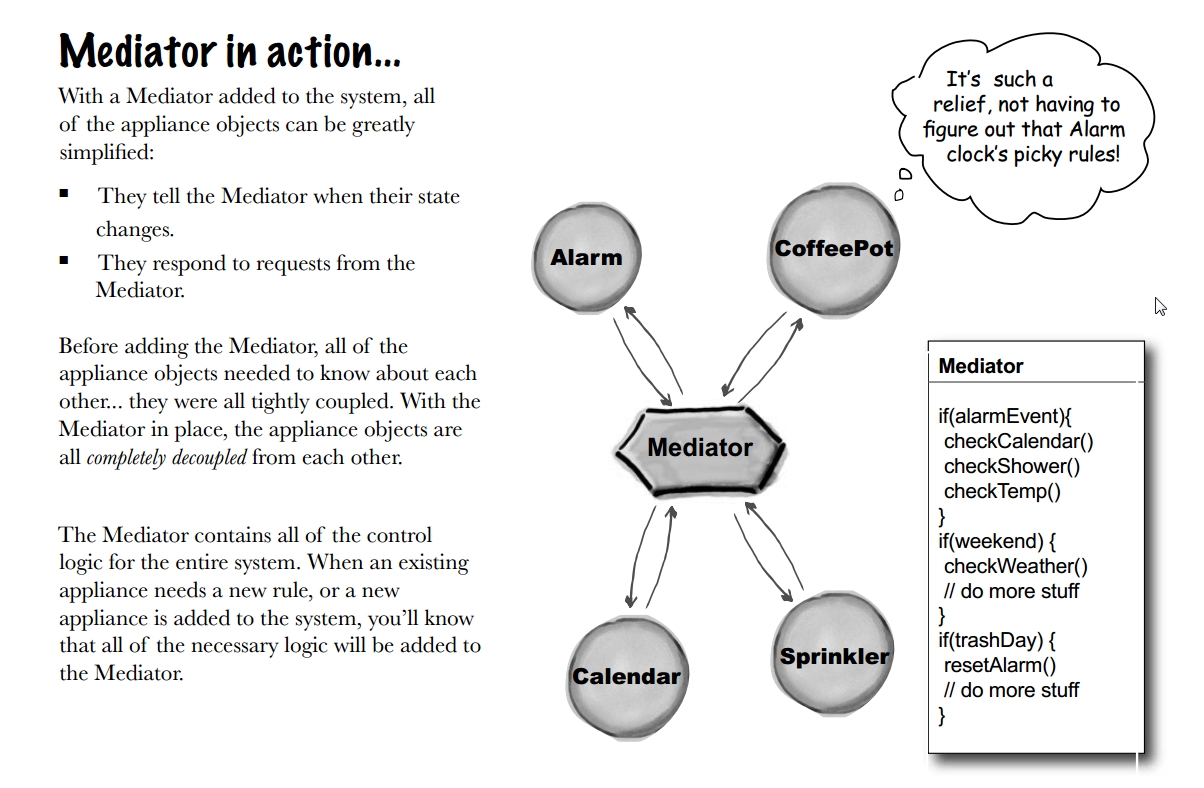 Mediator in action...
With a Mediator added to the system, all
of the appliance objects can be greatly
simplified:
▪ They tell the Mediator when their state
changes.
▪ They respond to requests from the
Mediator.
Before adding the Mediator, all of the
appliance objects needed to know about each
other... they were all tightly coupled. With the
Mediator in place, the appliance objects are
all completely decoupled from each other.
The Mediator contains all of the control
logic for the entire system. When an existing
appliance needs a new rule, or a new
appliance is added to the system, you’ll know
that all of the necessary logic will be added to
the Mediator.
It’s such a
relief, not having to
figure out that Alarm
clock’s picky rules!
Alarm
CoffeePot
Mediator
Calendar
Sprinkler
Mediator
if(alarmEvent){
checkCalendar()
checkShower()
checkTemp()
}
if(weekend) {
checkWeather()
// do more stuff
}
if(trashDay) {
resetAlarm()
// do more stuff
}